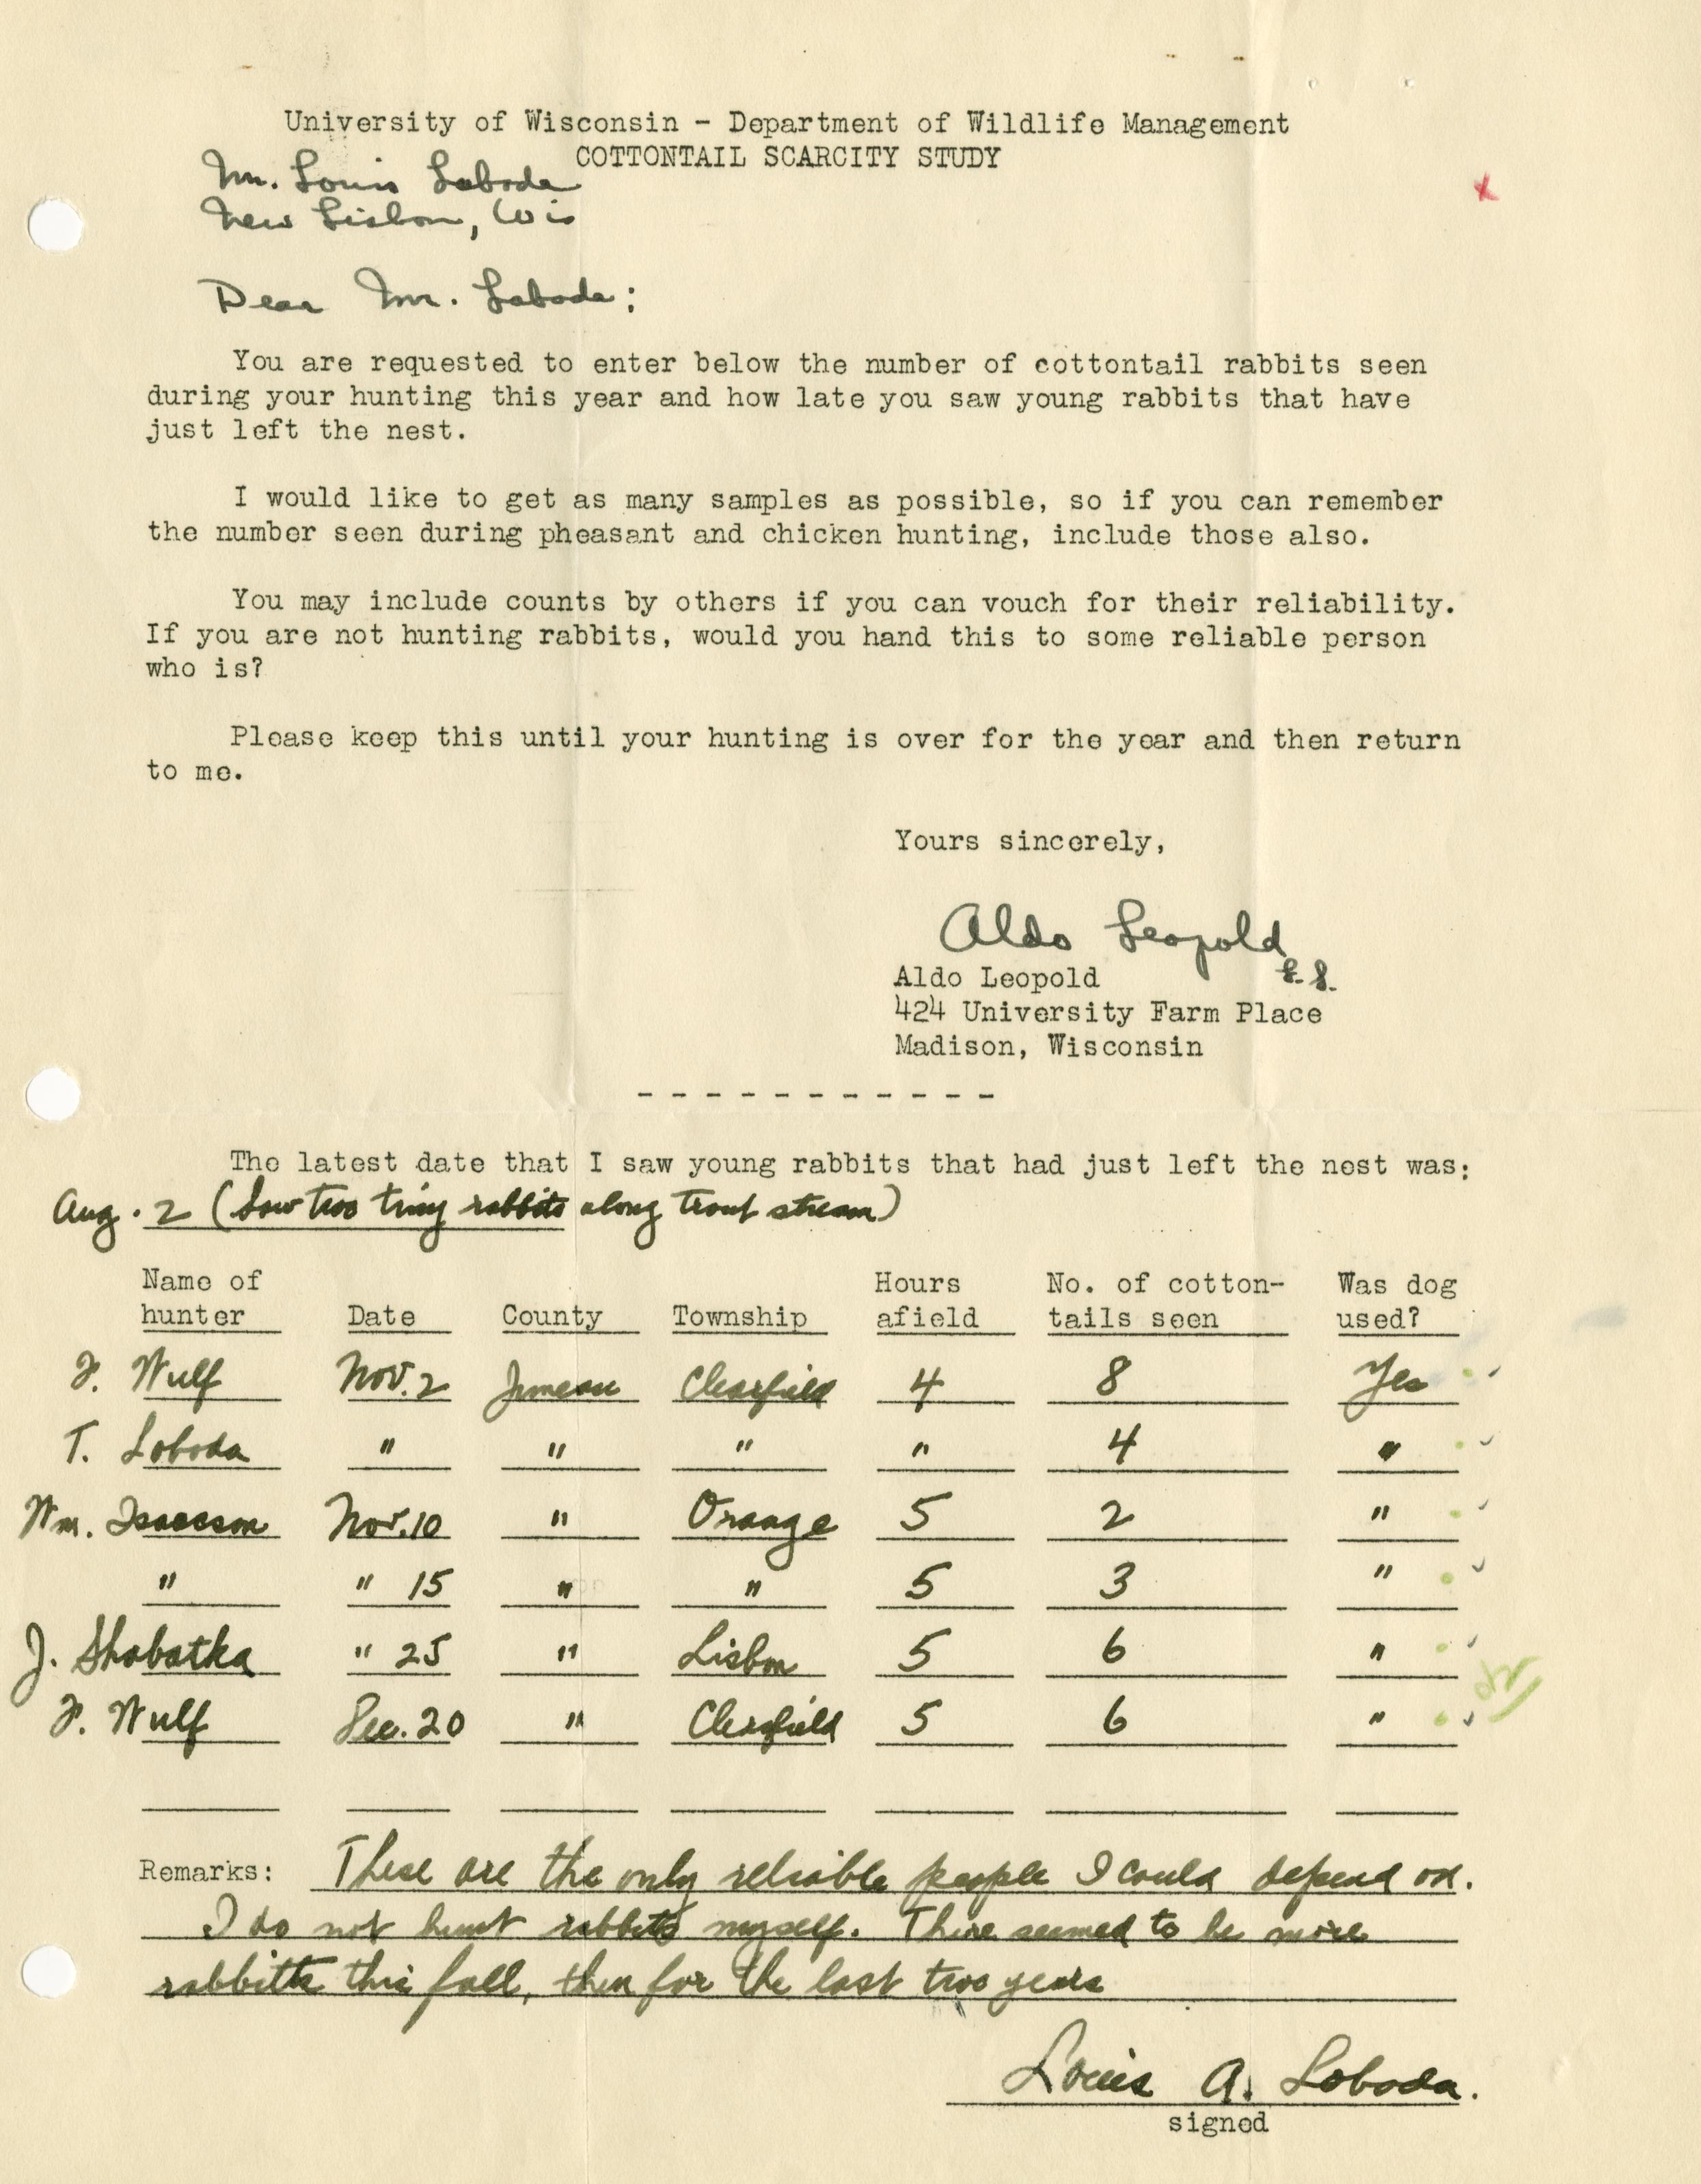 University of Wisconsin - Department of Wildlife Management
COTTONTAIL SCARCITY STUDY
Mr. Louis Loboda
New Lisbon, Wis
Dear Mr. Loboda:
You are requested to enter below the number of cottontail rabbits seen
during your hunting this year and how late you saw young rabbits that have
just left the nest.
I would like to get as many samples as possible, so if you can remember
the number seen during pheasant and chicken hunting, include those also.
You may include counts by others if you can vouch for their reliability.
If you are not hunting rabbits, would you hand this to some reliable person
who is?
Please keep this until your hunting is over for the year and then return
to me.
Yours sincerely,
Aldo Leopold
E.S.
Aldo Leopold
424 University Farm Place
Madison, Wisconsin
- - - - - - - - - - -
The latest date that I saw young rabbits that had just left the nest was:
Aug. 2 (Saw two tiny rabbits along trout stream)
Name of hunter Date County Township Hours afield No. of cotton-tails seen Was dog used?
F. Wulf Nov. 2 Juneau Clearfield 4 8 Yes
T. Loboda " " " " 4 "
Wm. Isaacson Nov. 10 " Orange 5 2 "
" " 15 " " 5 3 "
J. Shobatka " 25 " Lisbon 5 6 "
F. Wulf Dec. 20 " Clearfield 5 6 "
Remarks: These are the only reliable people I could depend on.
I do not hunt rabbits myself. There seemed to be more
rabbitts this fall, then for the last two years
Louis A. Loboda.
signed